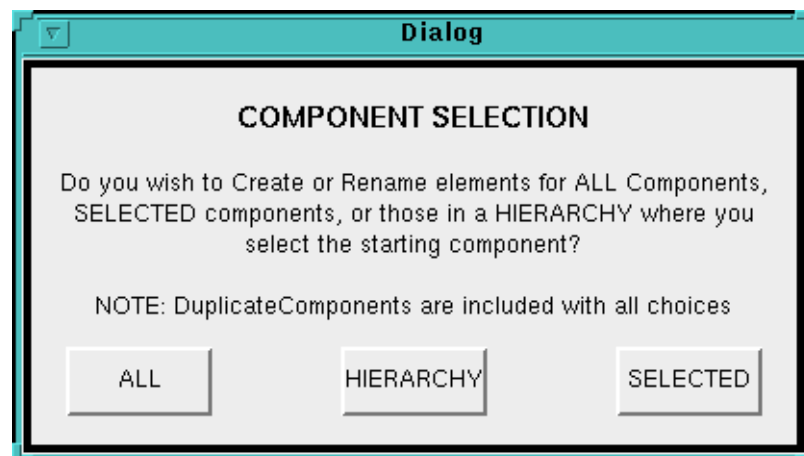 Dialog
COMPONENT SELECTION
Do you wish to Create or Rename elements for ALL Components,
SELECTED components, or those in a HIERARCHY where you
select the starting component?
NOTE: DuplicateComponents are included with all choices
ALL
HIERARCHY
SELECTED